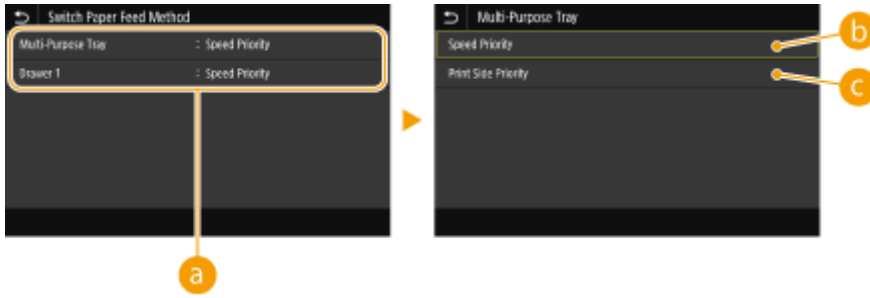 Switch Paper Feed Method
Multi-Purpose Tray : Speed Priority
Drawer 1 : Speed Priority
a
Multi-Purpose Tray
Speed Priority
b
Print Side Priority
c